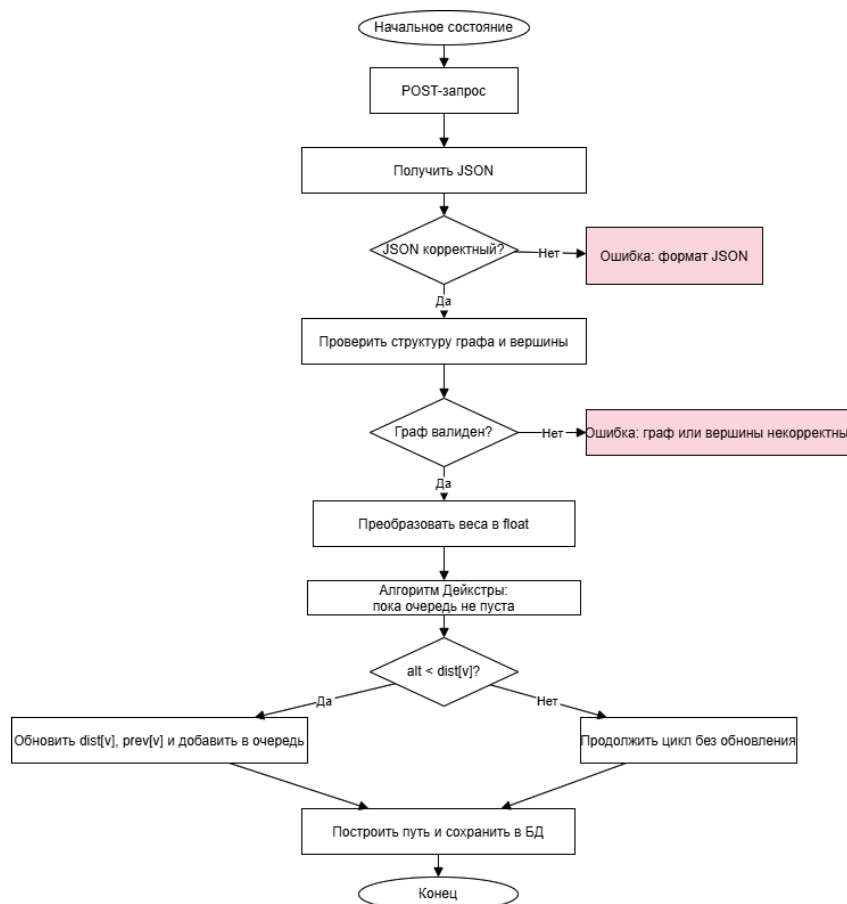 Начальное состояние
POST-запрос
Получить JSON
JSON корректный?
Нет
Ошибка: формат JSON
Да
Проверить структуру графа и вершины
Граф валиден?
Нет
Ошибка: граф или вершины некорректны
Да
Преобразовать веса в float
Алгоритм Дейкстры:
пока очередь не пуста
alt < dist[v]?
Да
Нет
Обновить dist[v], prev[v] и добавить в очередь
Продолжить цикл без обновления
Построить путь и сохранить в БД
Конец